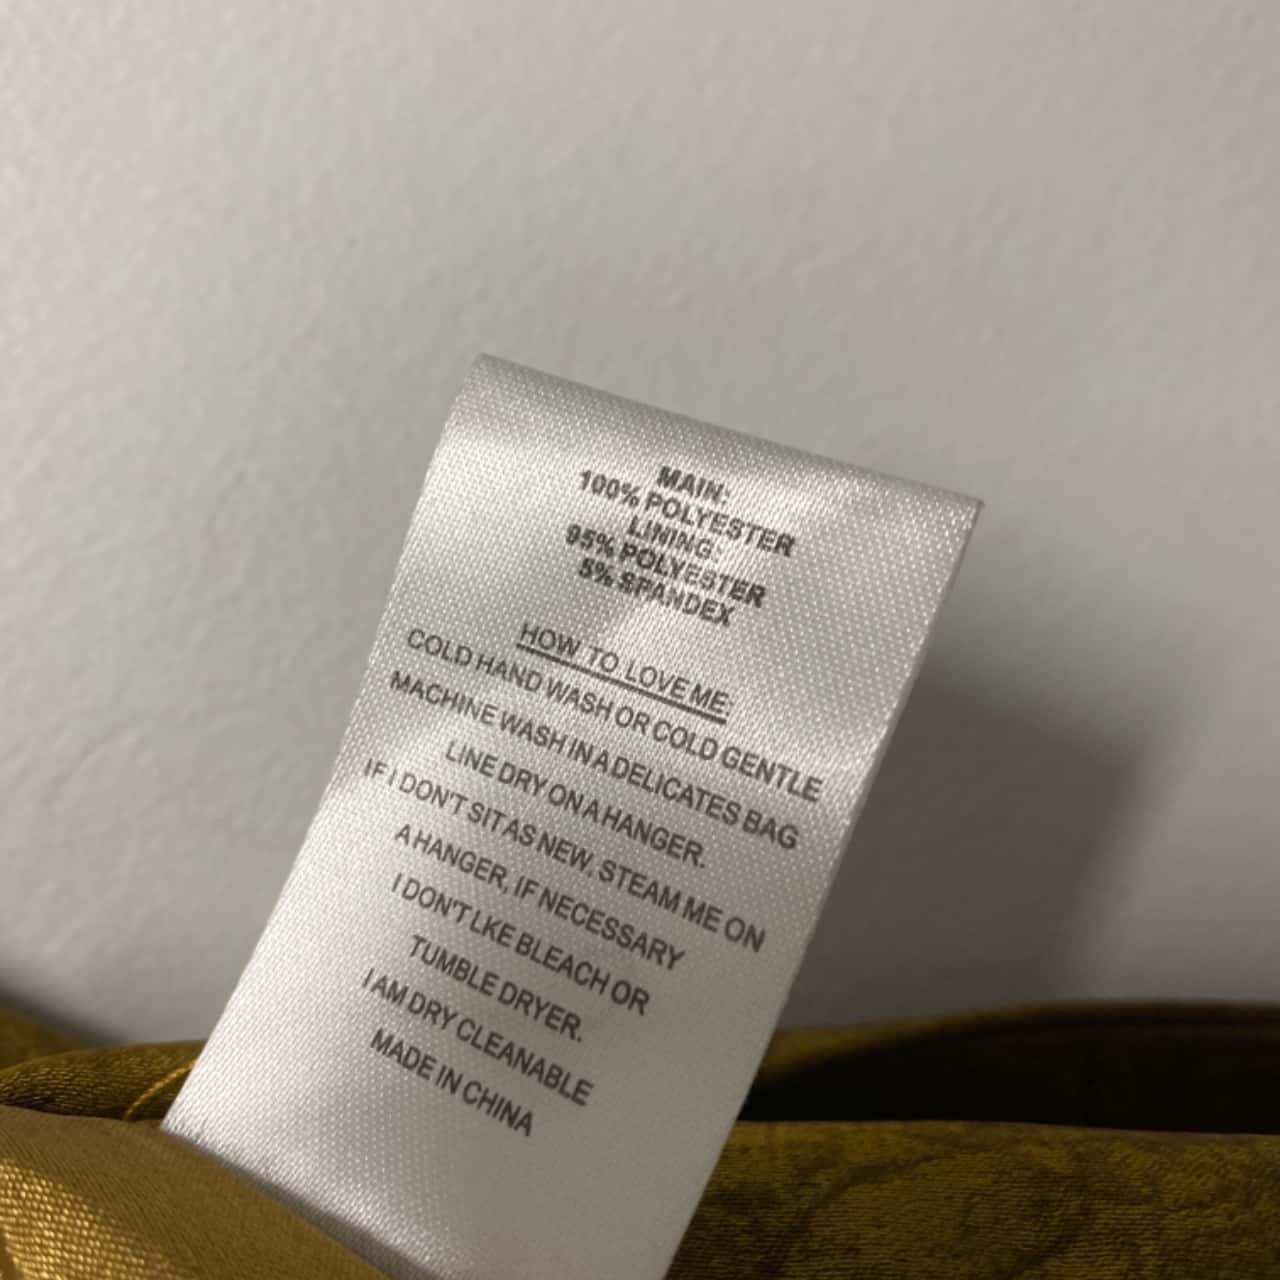 MAIN:
100% POLYESTER
LINING:
95% POLYESTER
5% SPANDEX
HOW TO LOVE ME:
COLD HAND WASH OR COLD GENTLE
MACHINE WASH IN A DELICATES BAG
LINE DRY ON A HANGER.
IF I DON'T SIT AS NEW, STEAM ME ON
A HANGER, IF NECESSARY
I DON'T LKE BLEACH OR
TUMBLE DRYER.
I AM DRY CLEANABLE
MADE IN CHINA